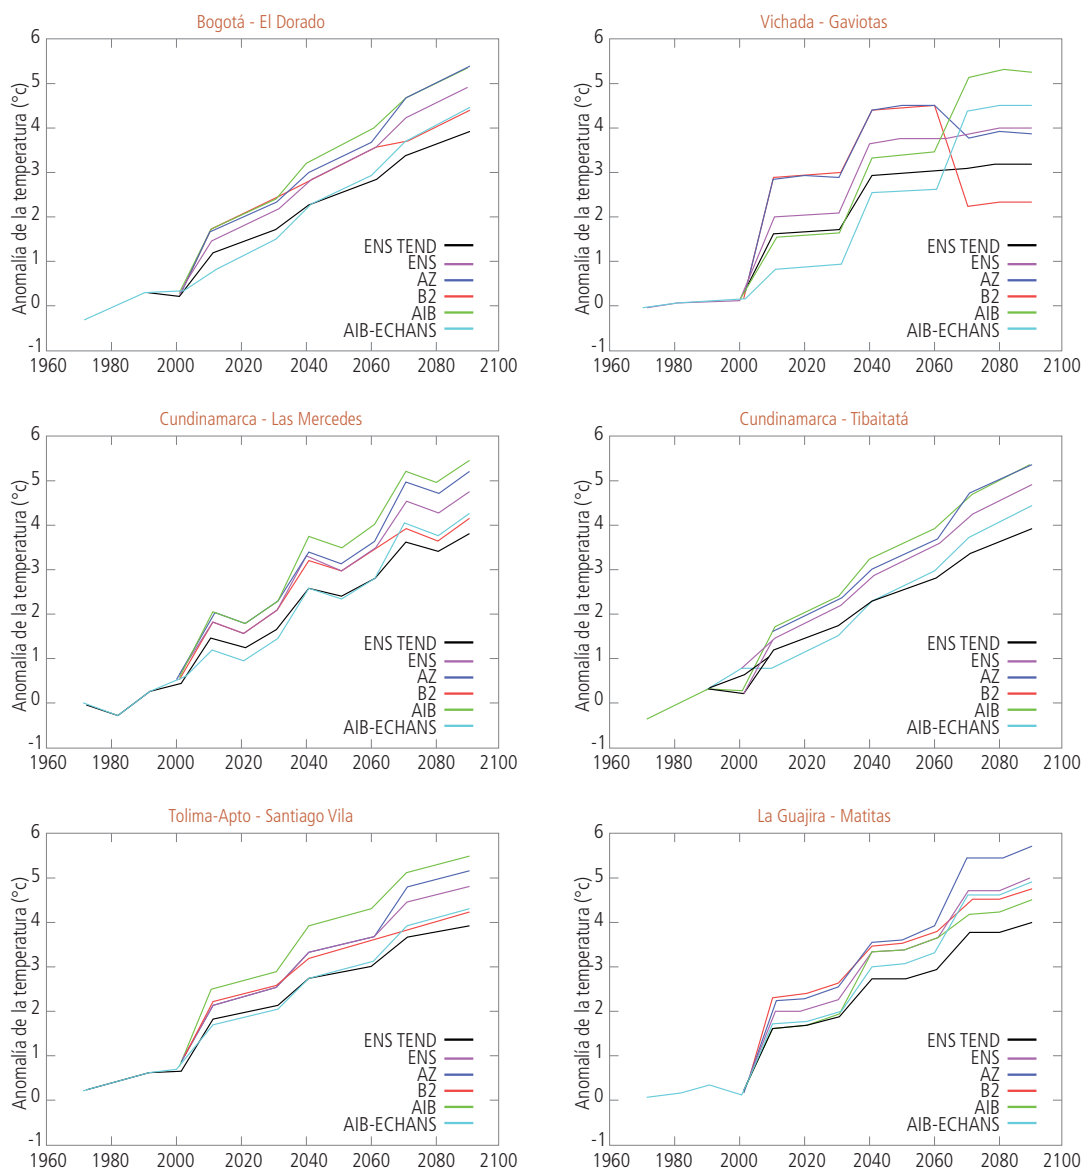 Bogotá - El Dorado
Anomalía de la temperatura (°c)
6
5
4
3
2
1
0
-1
ENS TEND
ENS
AZ
B2
AIB
AIB-ECHANS
1960 1980 2000 2020 2040 2060 2080 2100
Vichada - Gaviotas
Anomalía de la temperatura (°c)
6
5
4
3
2
1
0
-1
ENS TEND
ENS
AZ
B2
AIB
AIB-ECHANS
1960 1980 2000 2020 2040 2060 2080 2100
Cundinamarca - Las Mercedes
Anomalía de la temperatura (°c)
6
5
4
3
2
1
0
-1
ENS TEND
ENS
AZ
B2
AIB
AIB-ECHANS
1960 1980 2000 2020 2040 2060 2080 2100
Cundinamarca - Tibaitatá
Anomalía de la temperatura (°c)
6
5
4
3
2
1
0
-1
ENS TEND
ENS
AZ
B2
AIB
AIB-ECHANS
1960 1980 2000 2020 2040 2060 2080 2100
Tolima-Apto - Santiago Vila
Anomalía de la temperatura (°c)
6
5
4
3
2
1
0
-1
ENS TEND
ENS
AZ
B2
AIB
AIB-ECHANS
1960 1980 2000 2020 2040 2060 2080 2100
La Guajira - Matitas
Anomalía de la temperatura (°c)
6
5
4
3
2
1
0
-1
ENS TEND
ENS
AZ
B2
AIB
AIB-ECHANS
1960 1980 2000 2020 2040 2060 2080 2100